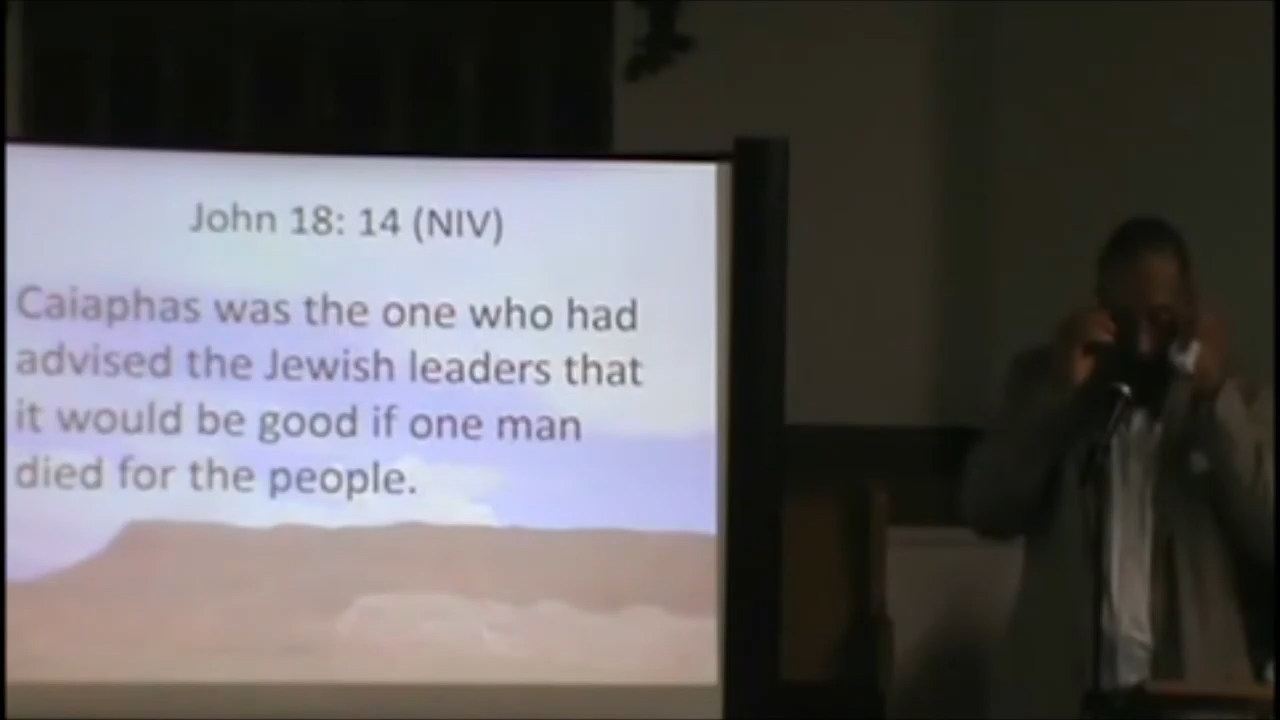 John 18: 14 (NIV)
Caiaphas was the one who had
advised the Jewish leaders that
it would be good if one man
died for the people.